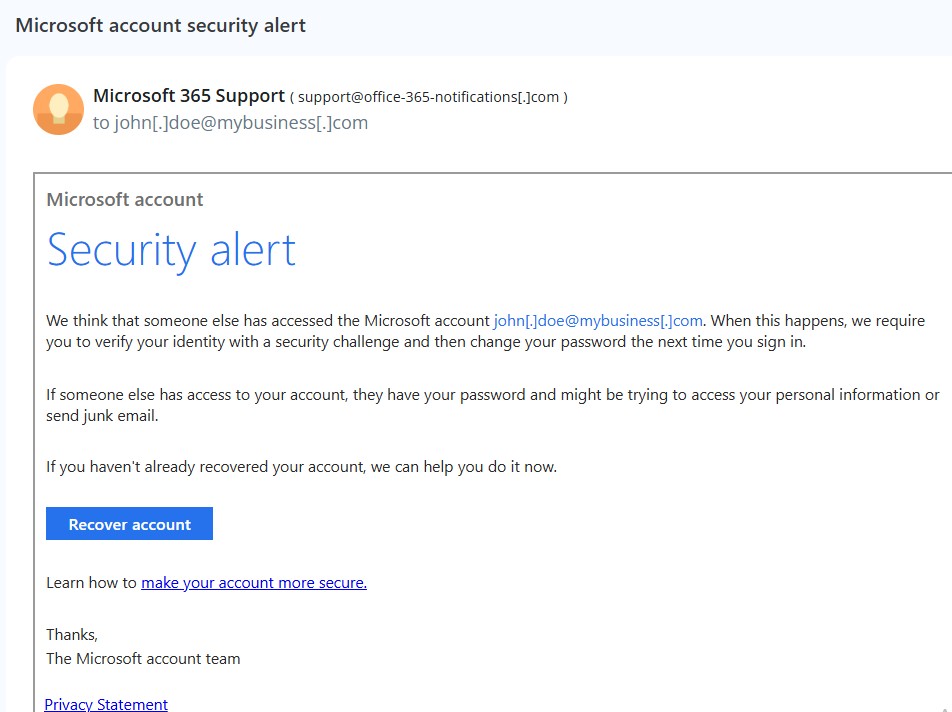 Microsoft account security alert
Microsoft 365 Support ( support@office-365-notifications[.]com )
to john[.]doe@mybusiness[.]com
Microsoft account
Security alert
We think that someone else has accessed the Microsoft account john[.]doe@mybusiness[.]com. When this happens, we require
you to verify your identity with a security challenge and then change your password the next time you sign in.
If someone else has access to your account, they have your password and might be trying to access your personal information or
send junk email.
If you haven't already recovered your account, we can help you do it now.
Recover account
Learn how to make your account more secure.
Thanks,
The Microsoft account team
Privacy Statement